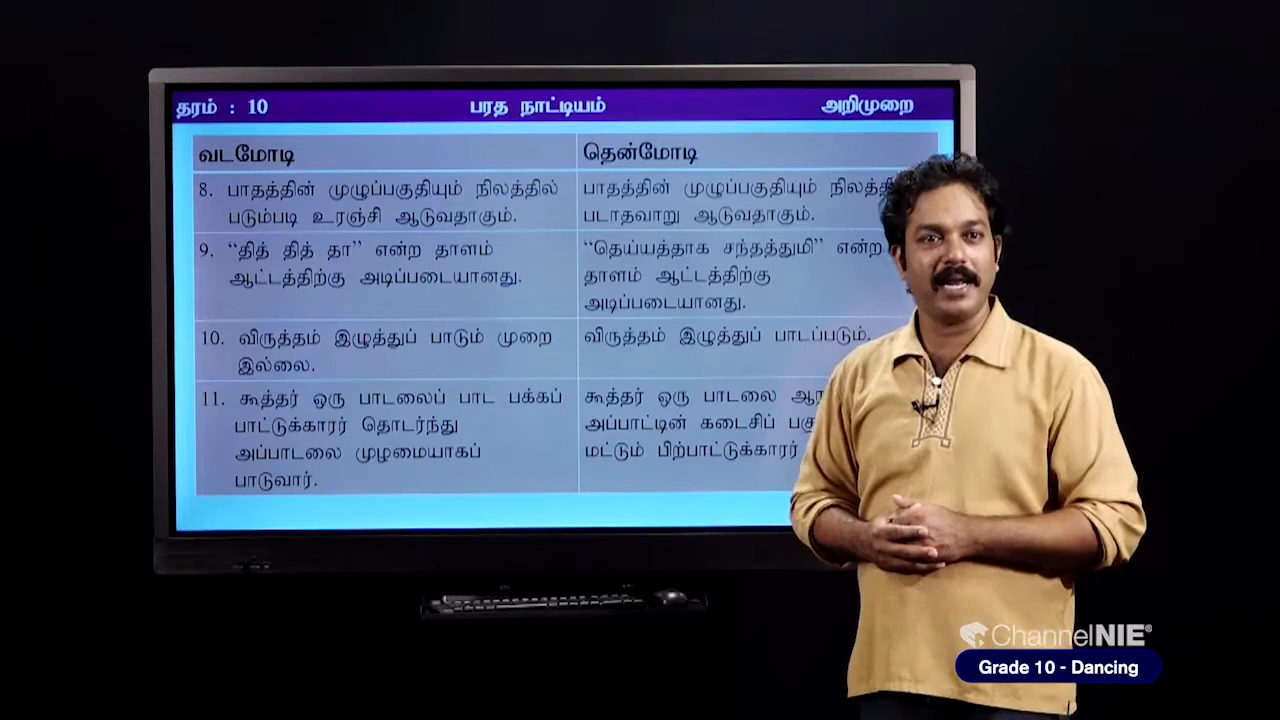 தரம் : 10 பரத நாட்டியம் அறிமுறை
வடமோடி தென்மோடி
8. பாதத்தின் முழுப்பகுதியும் நிலத்தில்
படும்படி உரஞ்சி ஆடுவதாகும்.
பாதத்தின் முழுப்பகுதியும்
படாதவாறு ஆடுவதாகும்.
9. “தித் தித் தா” என்ற தாளம்
ஆட்டத்திற்கு அடிப்படையானது.
“தெய்யத்தாக சந்தத்துமி” என்ற
தாளம் ஆட்டத்திற்கு
அடிப்படையானது.
10. விருத்தம் இழுத்துப் பாடும் முறை
இல்லை.
விருத்தம் இழுத்துப் பாடப்படும்.
11. கூத்தர் ஒரு பாடலைப் பாட பக்கப்
பாட்டுக்காரர் தொடர்ந்து
அப்பாடலை முழமையாகப்
பாடுவார்.
கூத்தர் ஒரு பாடலை
அப்பாட்டின் கடைசிப்
மட்டும் பிற்பாட்டுக்காரர்
ChannelNIE®
Grade 10 - Dancing